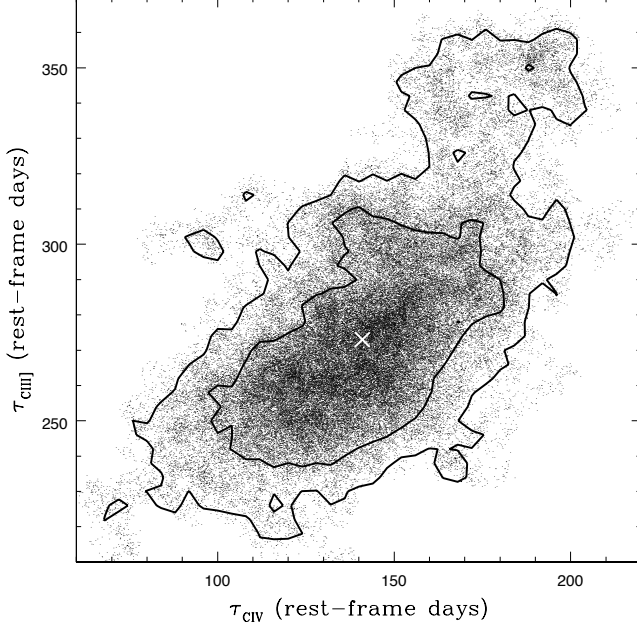 350
300
250
τCIII] (rest-frame days)
100 150 200
τCIV (rest-frame days)